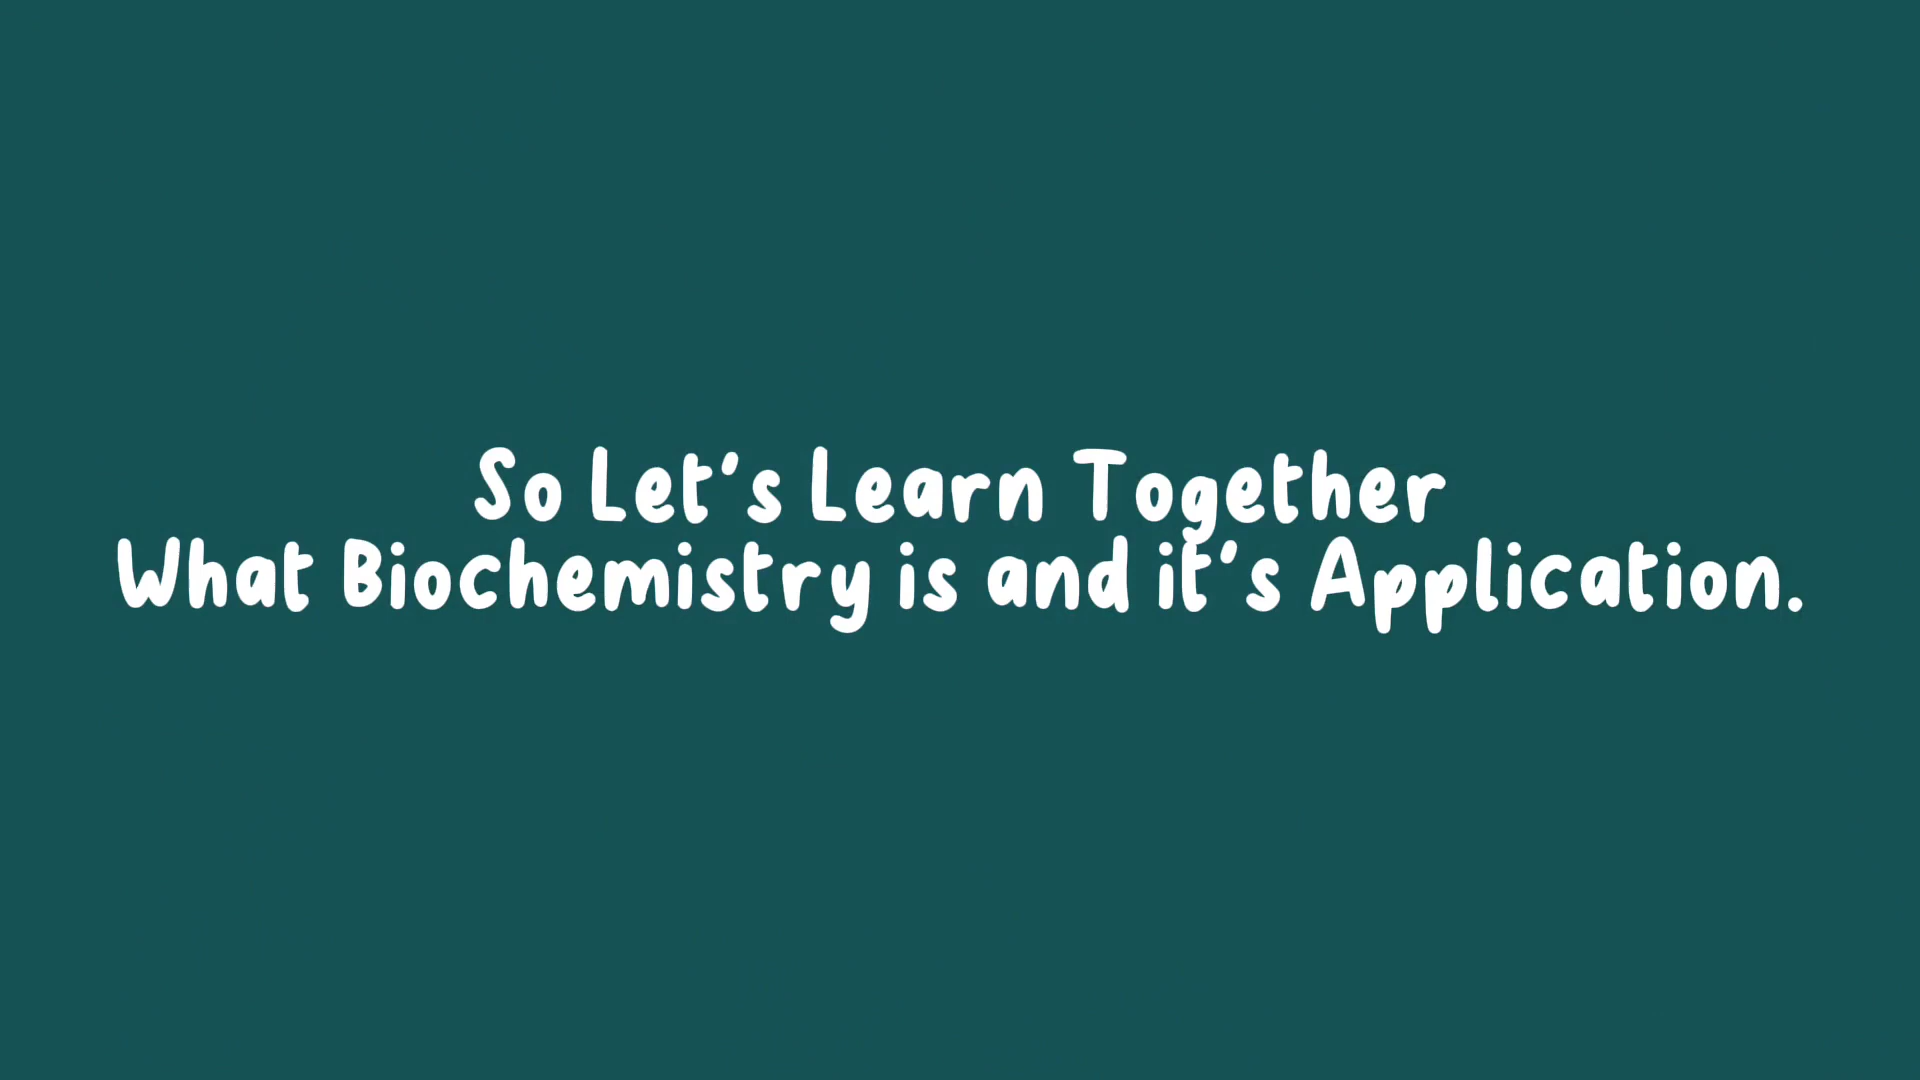 So Let's Learn Together
What Biochemistry is and it's Application.